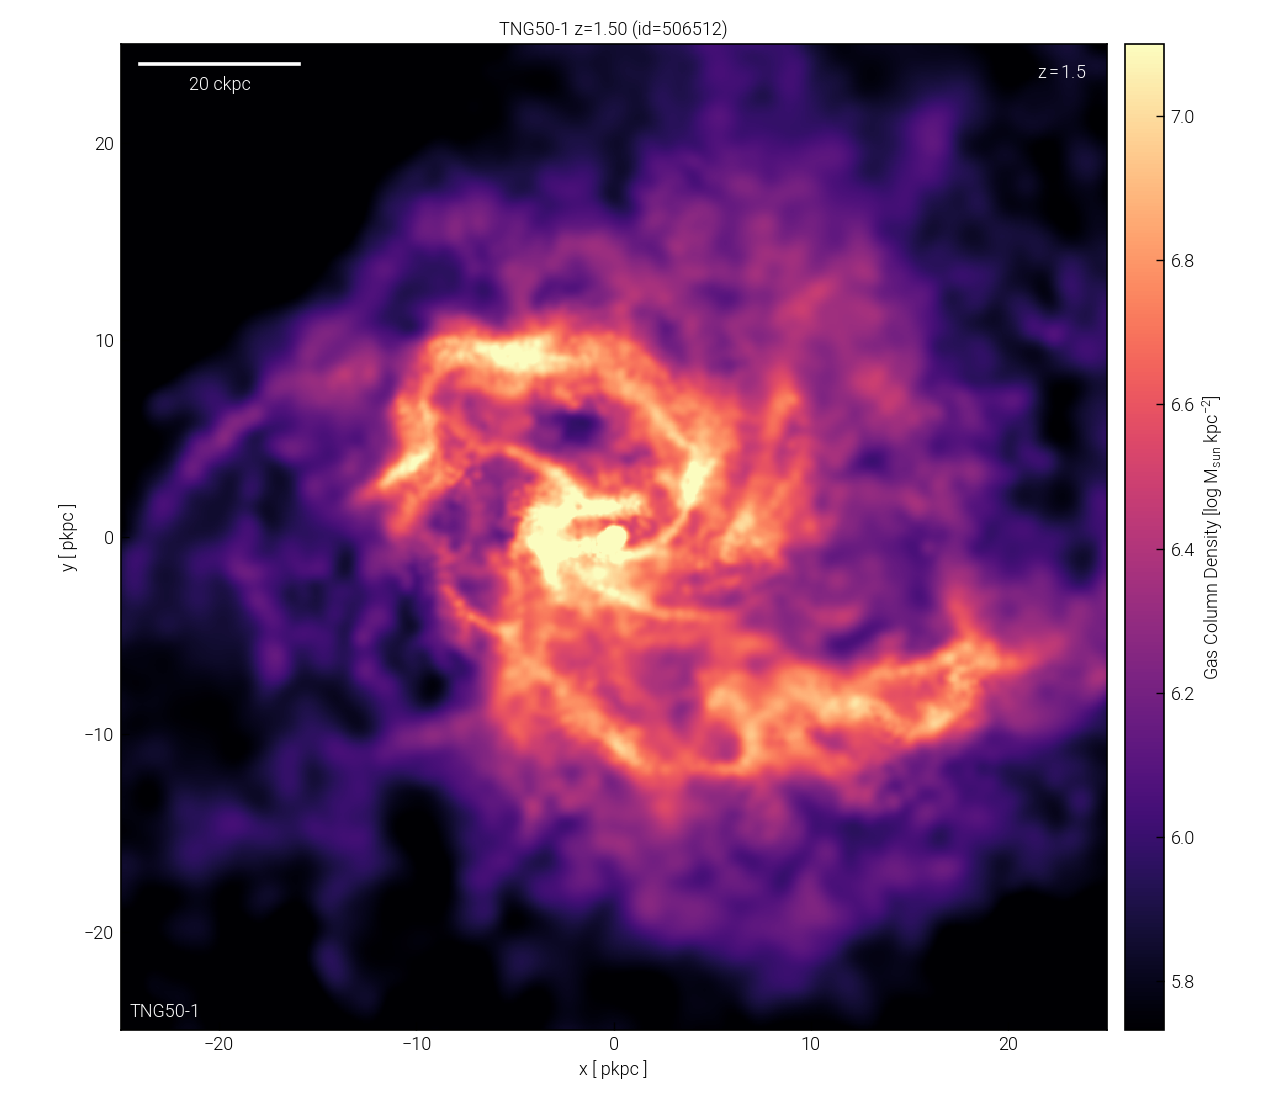 TNG50-1 z=1.50 (id=506512)
20 ckpc
z = 1.5
TNG50-1
20
10
0
−10
−20
y [ pkpc ]
−20
−10
0
10
20
x [ pkpc ]
7.0
6.8
6.6
6.4
6.2
6.0
5.8
Gas Column Density [log M_sun kpc⁻²]